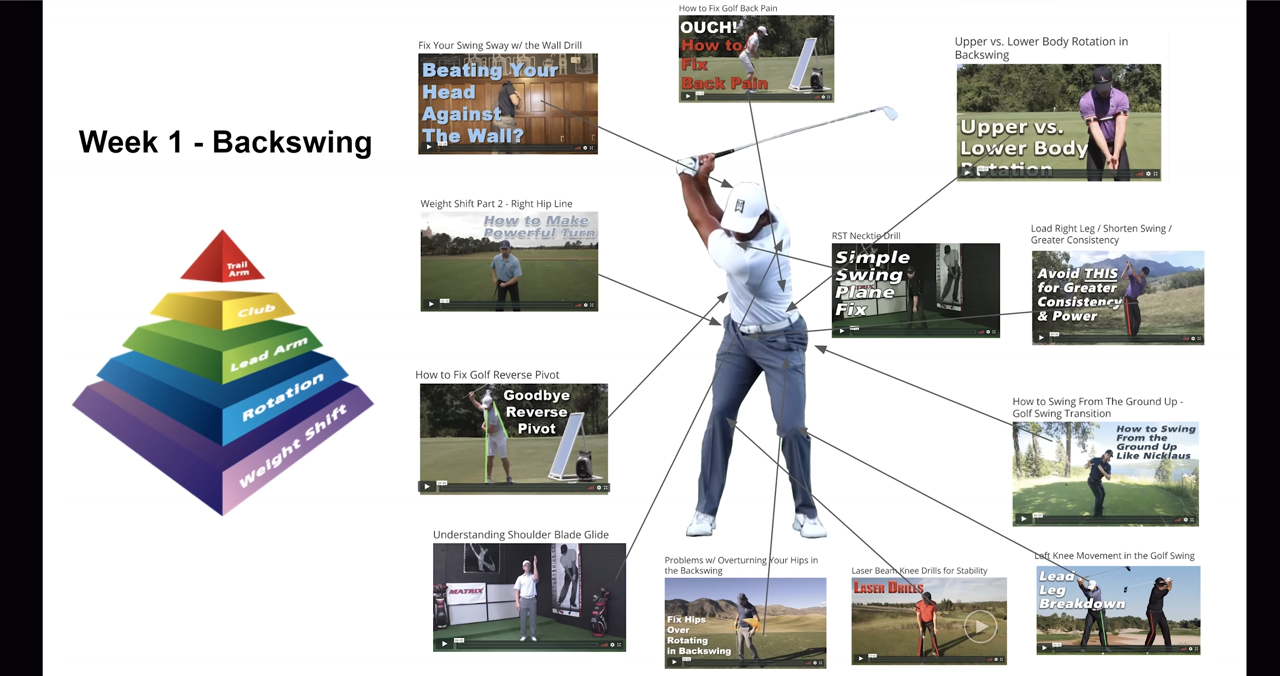 How to Fix Golf Back Pain
OUCH!
How to
Fix
Back Pain
Fix Your Swing Sway w/ the Wall Drill
Beating Your
Head
Against
The Wall?
Upper vs. Lower Body Rotation in
Backswing
Upper vs.
Lower Body
Rotation
Week 1 - Backswing
Weight Shift Part 2 - Right Hip Line
How to Make
Powerful Turn
RST Necktie Drill
Simple
Swing
Plane
Fix
Load Right Leg / Shorten Swing /
Greater Consistency
Avoid THIS
for Greater
Consistency
& Power
Trail
Arm
Club
Lead Arm
Rotation
Weight Shift
How to Fix Golf Reverse Pivot
Goodbye
Reverse
Pivot
How to Swing From The Ground Up -
Golf Swing Transition
How to Swing
From the
Ground Up
Like Nicklaus
Understanding Shoulder Blade Glide
MATRIX
Problems w/ Overturning Your Hips in
the Backswing
Fix Hips
Over
Rotating
in Backswing
Laser Beam Knee Drills for Stability
LASER DRILLS
Left Knee Movement in the Golf Swing
Lead
Leg
Breakdown